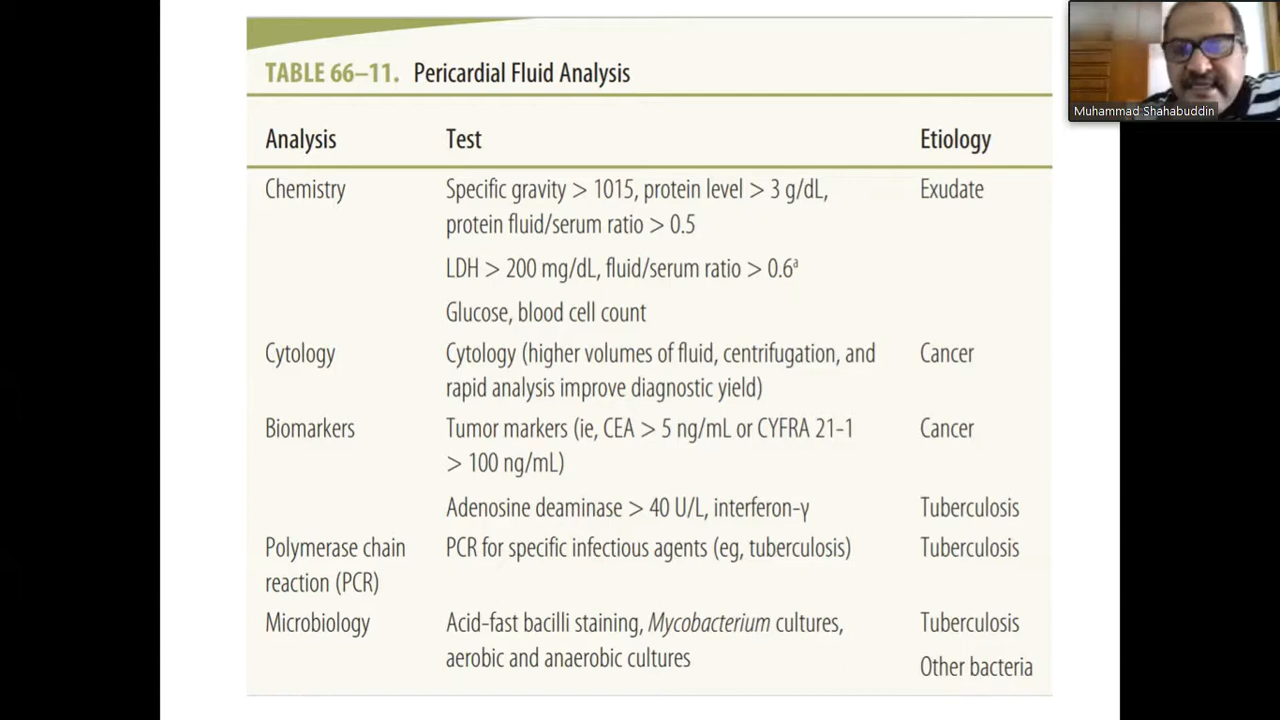 TABLE 66–11. Pericardial Fluid Analysis
Muhammad Shahabuddin
Analysis Test Etiology
Chemistry Specific gravity > 1015, protein level > 3 g/dL, Exudate
protein fluid/serum ratio > 0.5
LDH > 200 mg/dL, fluid/serum ratio > 0.6ᵃ
Glucose, blood cell count
Cytology Cytology (higher volumes of fluid, centrifugation, and Cancer
rapid analysis improve diagnostic yield)
Biomarkers Tumor markers (ie, CEA > 5 ng/mL or CYFRA 21-1 Cancer
> 100 ng/mL)
Adenosine deaminase > 40 U/L, interferon-γ Tuberculosis
Polymerase chain PCR for specific infectious agents (eg, tuberculosis) Tuberculosis
reaction (PCR)
Microbiology Acid-fast bacilli staining, Mycobacterium cultures, Tuberculosis
aerobic and anaerobic cultures Other bacteria